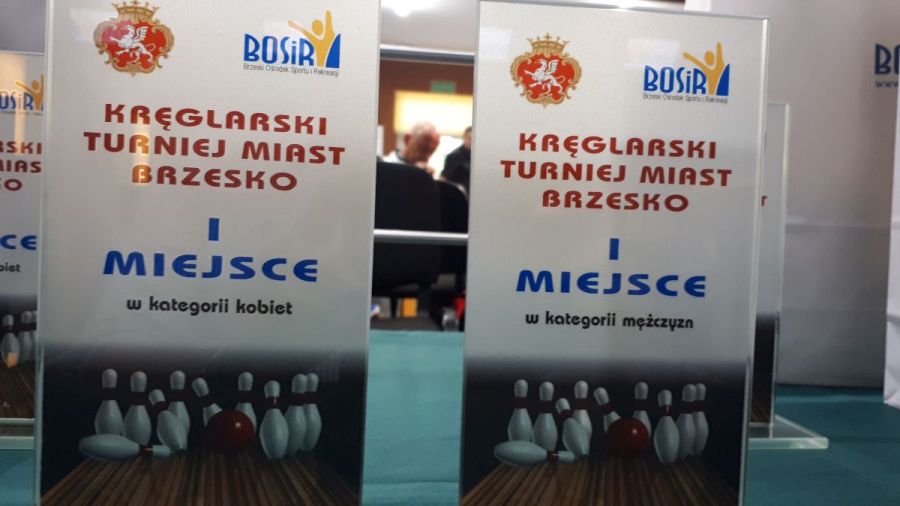 BOSiR
Brzeski Ośrodek Sportu i Rekreacji
KRĘGLARSKI
TURNIEJ MIAST
BRZESKO
I
MIEJSCE
w kategorii kobiet
BOSiR
Brzeski Ośrodek Sportu i Rekreacji
KRĘGLARSKI
TURNIEJ MIAST
BRZESKO
I
MIEJSCE
w kategorii mężczyzn